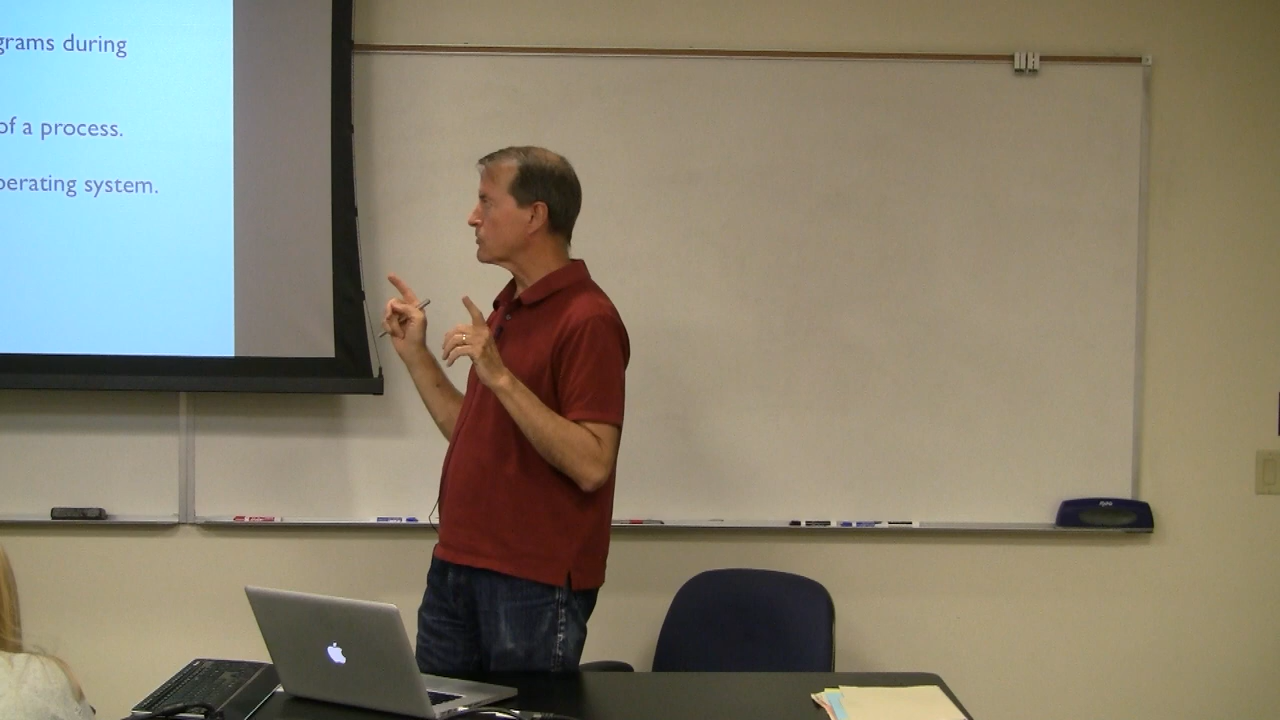 grams during
of a process.
perating system.